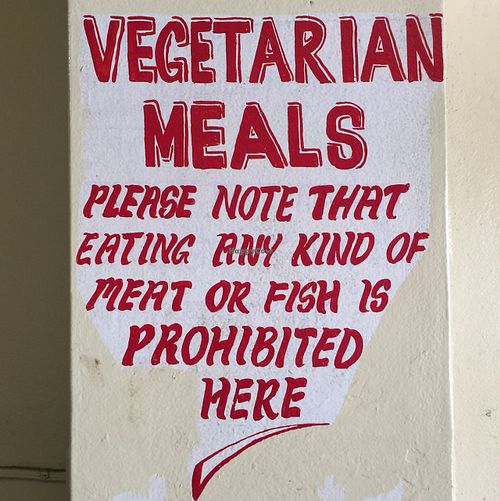 VEGETARIAN
MEALS
PLEASE NOTE THAT
EATING ANY KIND OF
MEAT OR FISH IS
PROHIBITED
HERE